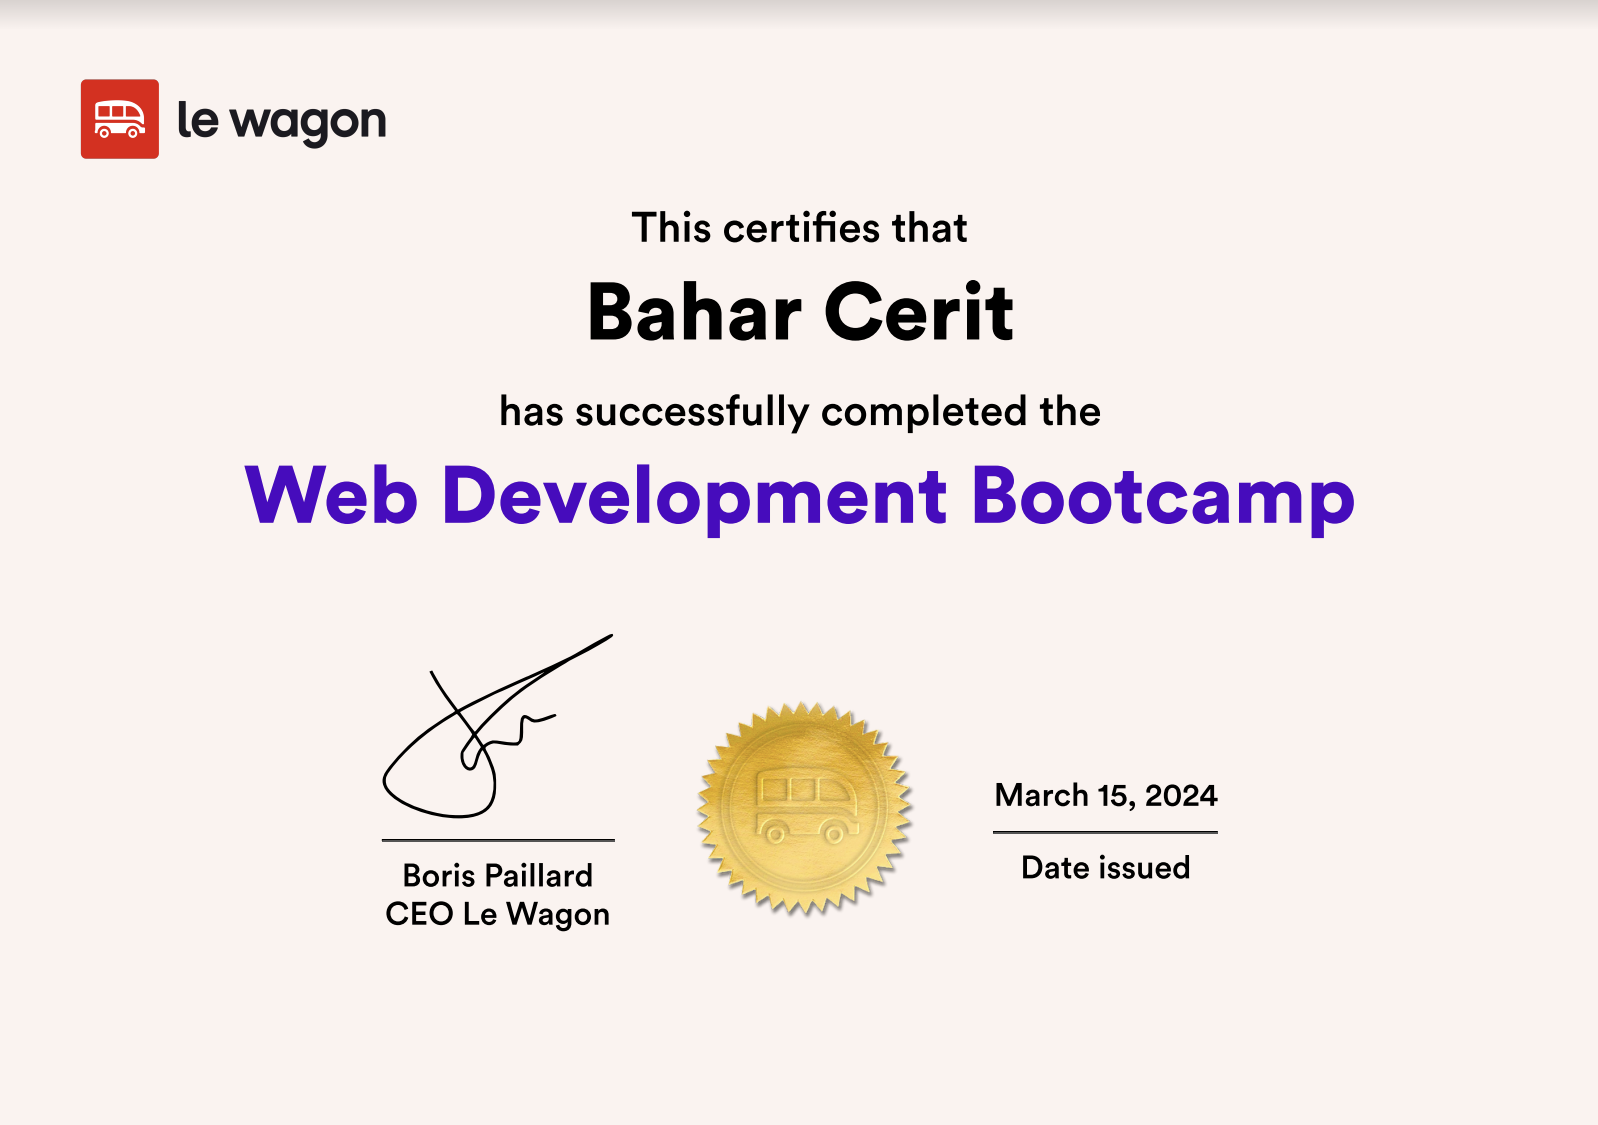 le wagon
This certifies that
Bahar Cerit
has successfully completed the
Web Development Bootcamp
Boris Paillard
CEO Le Wagon
March 15, 2024
Date issued